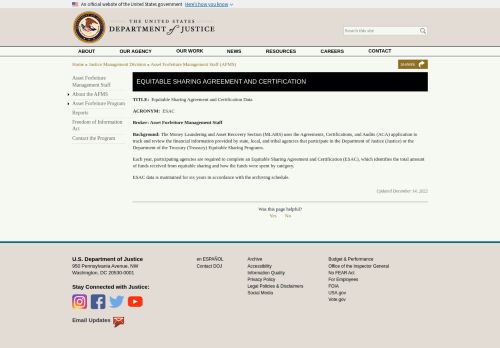 An official website of the United States government Here's how you know
THE UNITED STATES
DEPARTMENT of JUSTICE
Search this site
ABOUT OUR AGENCY OUR WORK NEWS RESOURCES CAREERS CONTACT
Home » Justice Management Division » Asset Forfeiture Management Staff (AFMS)
SHARE
Asset Forfeiture
Management Staff
About the AFMS
Asset Forfeiture Program
Reports
Freedom of Information
Act
Contact the Program
EQUITABLE SHARING AGREEMENT AND CERTIFICATION
TITLE: Equitable Sharing Agreement and Certification Data
ACRONYM: ESAC
Broker: Asset Forfeiture Management Staff
Background: The Money Laundering and Asset Recovery Section (MLARS) uses the Agreements, Certifications, and Audits (ACA) application to
track and review the financial information provided by state, local, and tribal agencies that participate in the Department of Justice (Justice) or the
Department of the Treasury (Treasury) Equitable Sharing Programs.
Each year, participating agencies are required to complete an Equitable Sharing Agreement and Certification (ESAC), which identifies the total amount
of funds received from equitable sharing and how the funds were spent by category.
ESAC data is maintained for six years in accordance with the archiving schedule.
Updated December 14, 2022
Was this page helpful?
Yes No
U.S. Department of Justice
950 Pennsylvania Avenue, NW
Washington, DC 20530-0001
Stay Connected with Justice:
Email Updates
en ESPAÑOL
Contact DOJ
Archive
Accessibility
Information Quality
Privacy Policy
Legal Policies & Disclaimers
Social Media
Budget & Performance
Office of the Inspector General
No FEAR Act
For Employees
FOIA
USA.gov
Vote.gov